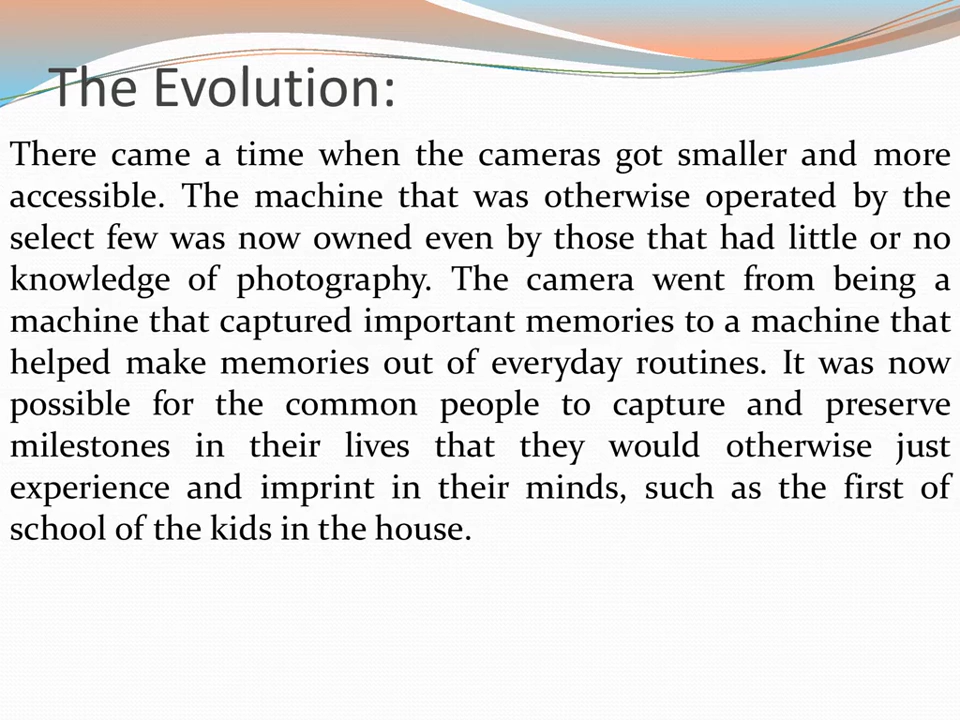 The Evolution:
There came a time when the cameras got smaller and more
accessible. The machine that was otherwise operated by the
select few was now owned even by those that had little or no
knowledge of photography. The camera went from being a
machine that captured important memories to a machine that
helped make memories out of everyday routines. It was now
possible for the common people to capture and preserve
milestones in their lives that they would otherwise just
experience and imprint in their minds, such as the first of
school of the kids in the house.